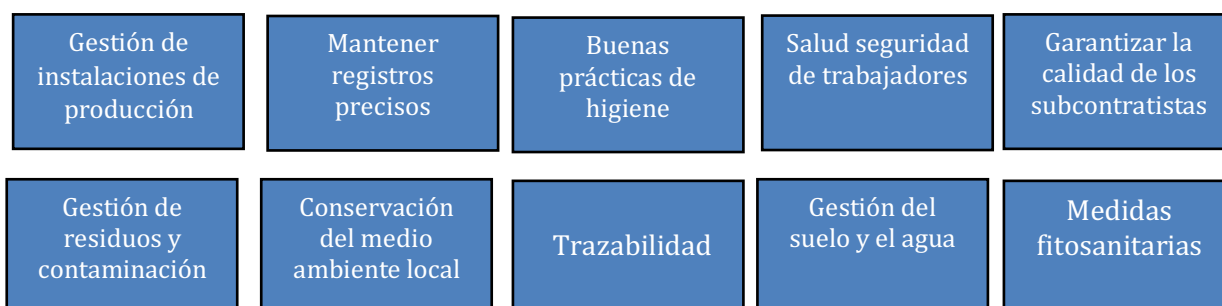 Gestión de
instalaciones de
producción
Mantener
registros
precisos
Buenas
prácticas de
higiene
Salud seguridad
de trabajadores
Garantizar la
calidad de los
subcontratistas
Gestión de
residuos y
contaminación
Conservación
del medio
ambiente local
Trazabilidad
Gestión del
suelo y el agua
Medidas
fitosanitarias